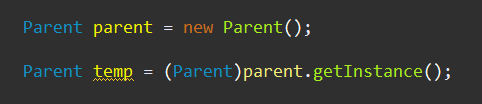 Parent parent = new Parent();
Parent temp = (Parent)parent.getInstance();